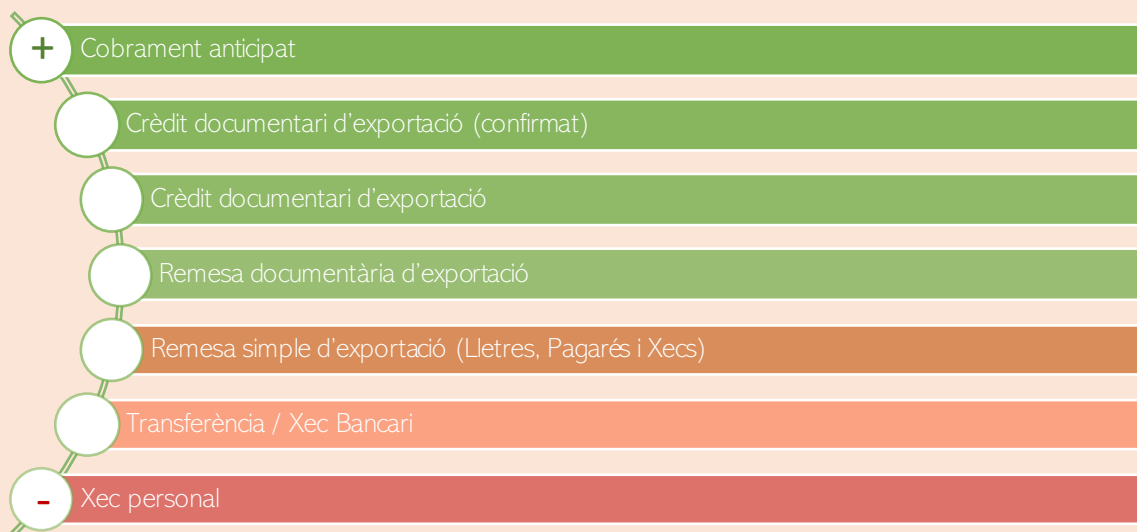 +
Cobrament anticipat
Crèdit documentari d'exportació (confirmat)
Crèdit documentari d'exportació
Remesa documentària d'exportació
Remesa simple d'exportació (Lletres, Pagarés i Xecs)
Transferència / Xec Bancari
-
Xec personal